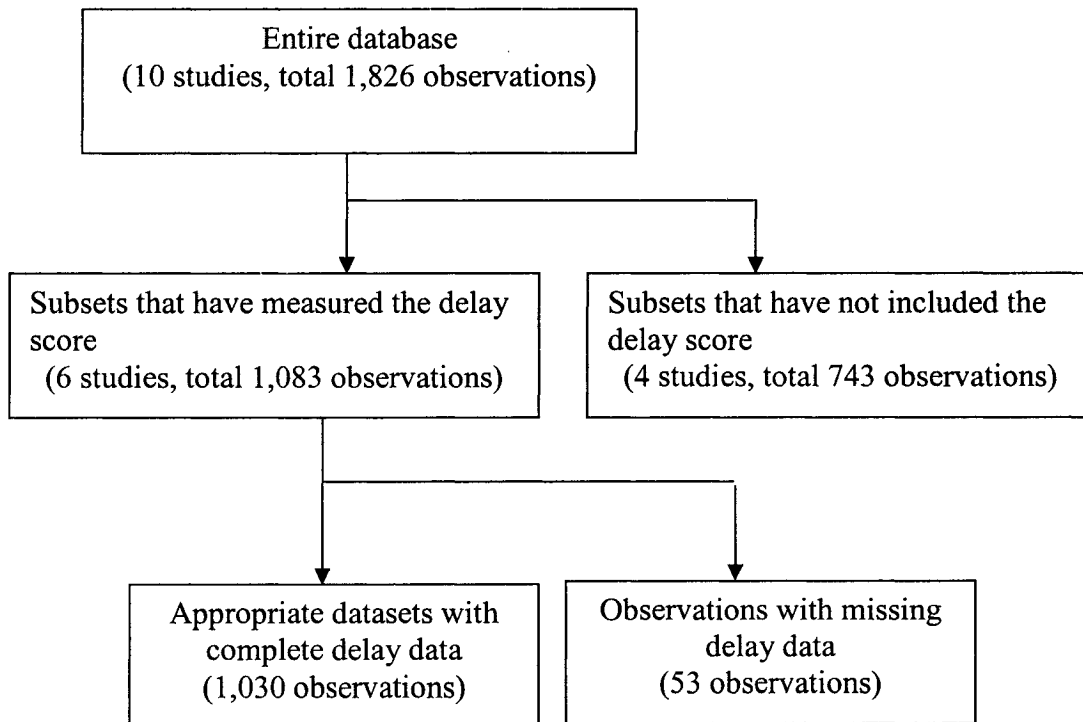 Entire database
(10 studies, total 1,826 observations)
Subsets that have measured the delay
score
(6 studies, total 1,083 observations)
Subsets that have not included the
delay score
(4 studies, total 743 observations)
Appropriate datasets with
complete delay data
(1,030 observations)
Observations with missing
delay data
(53 observations)